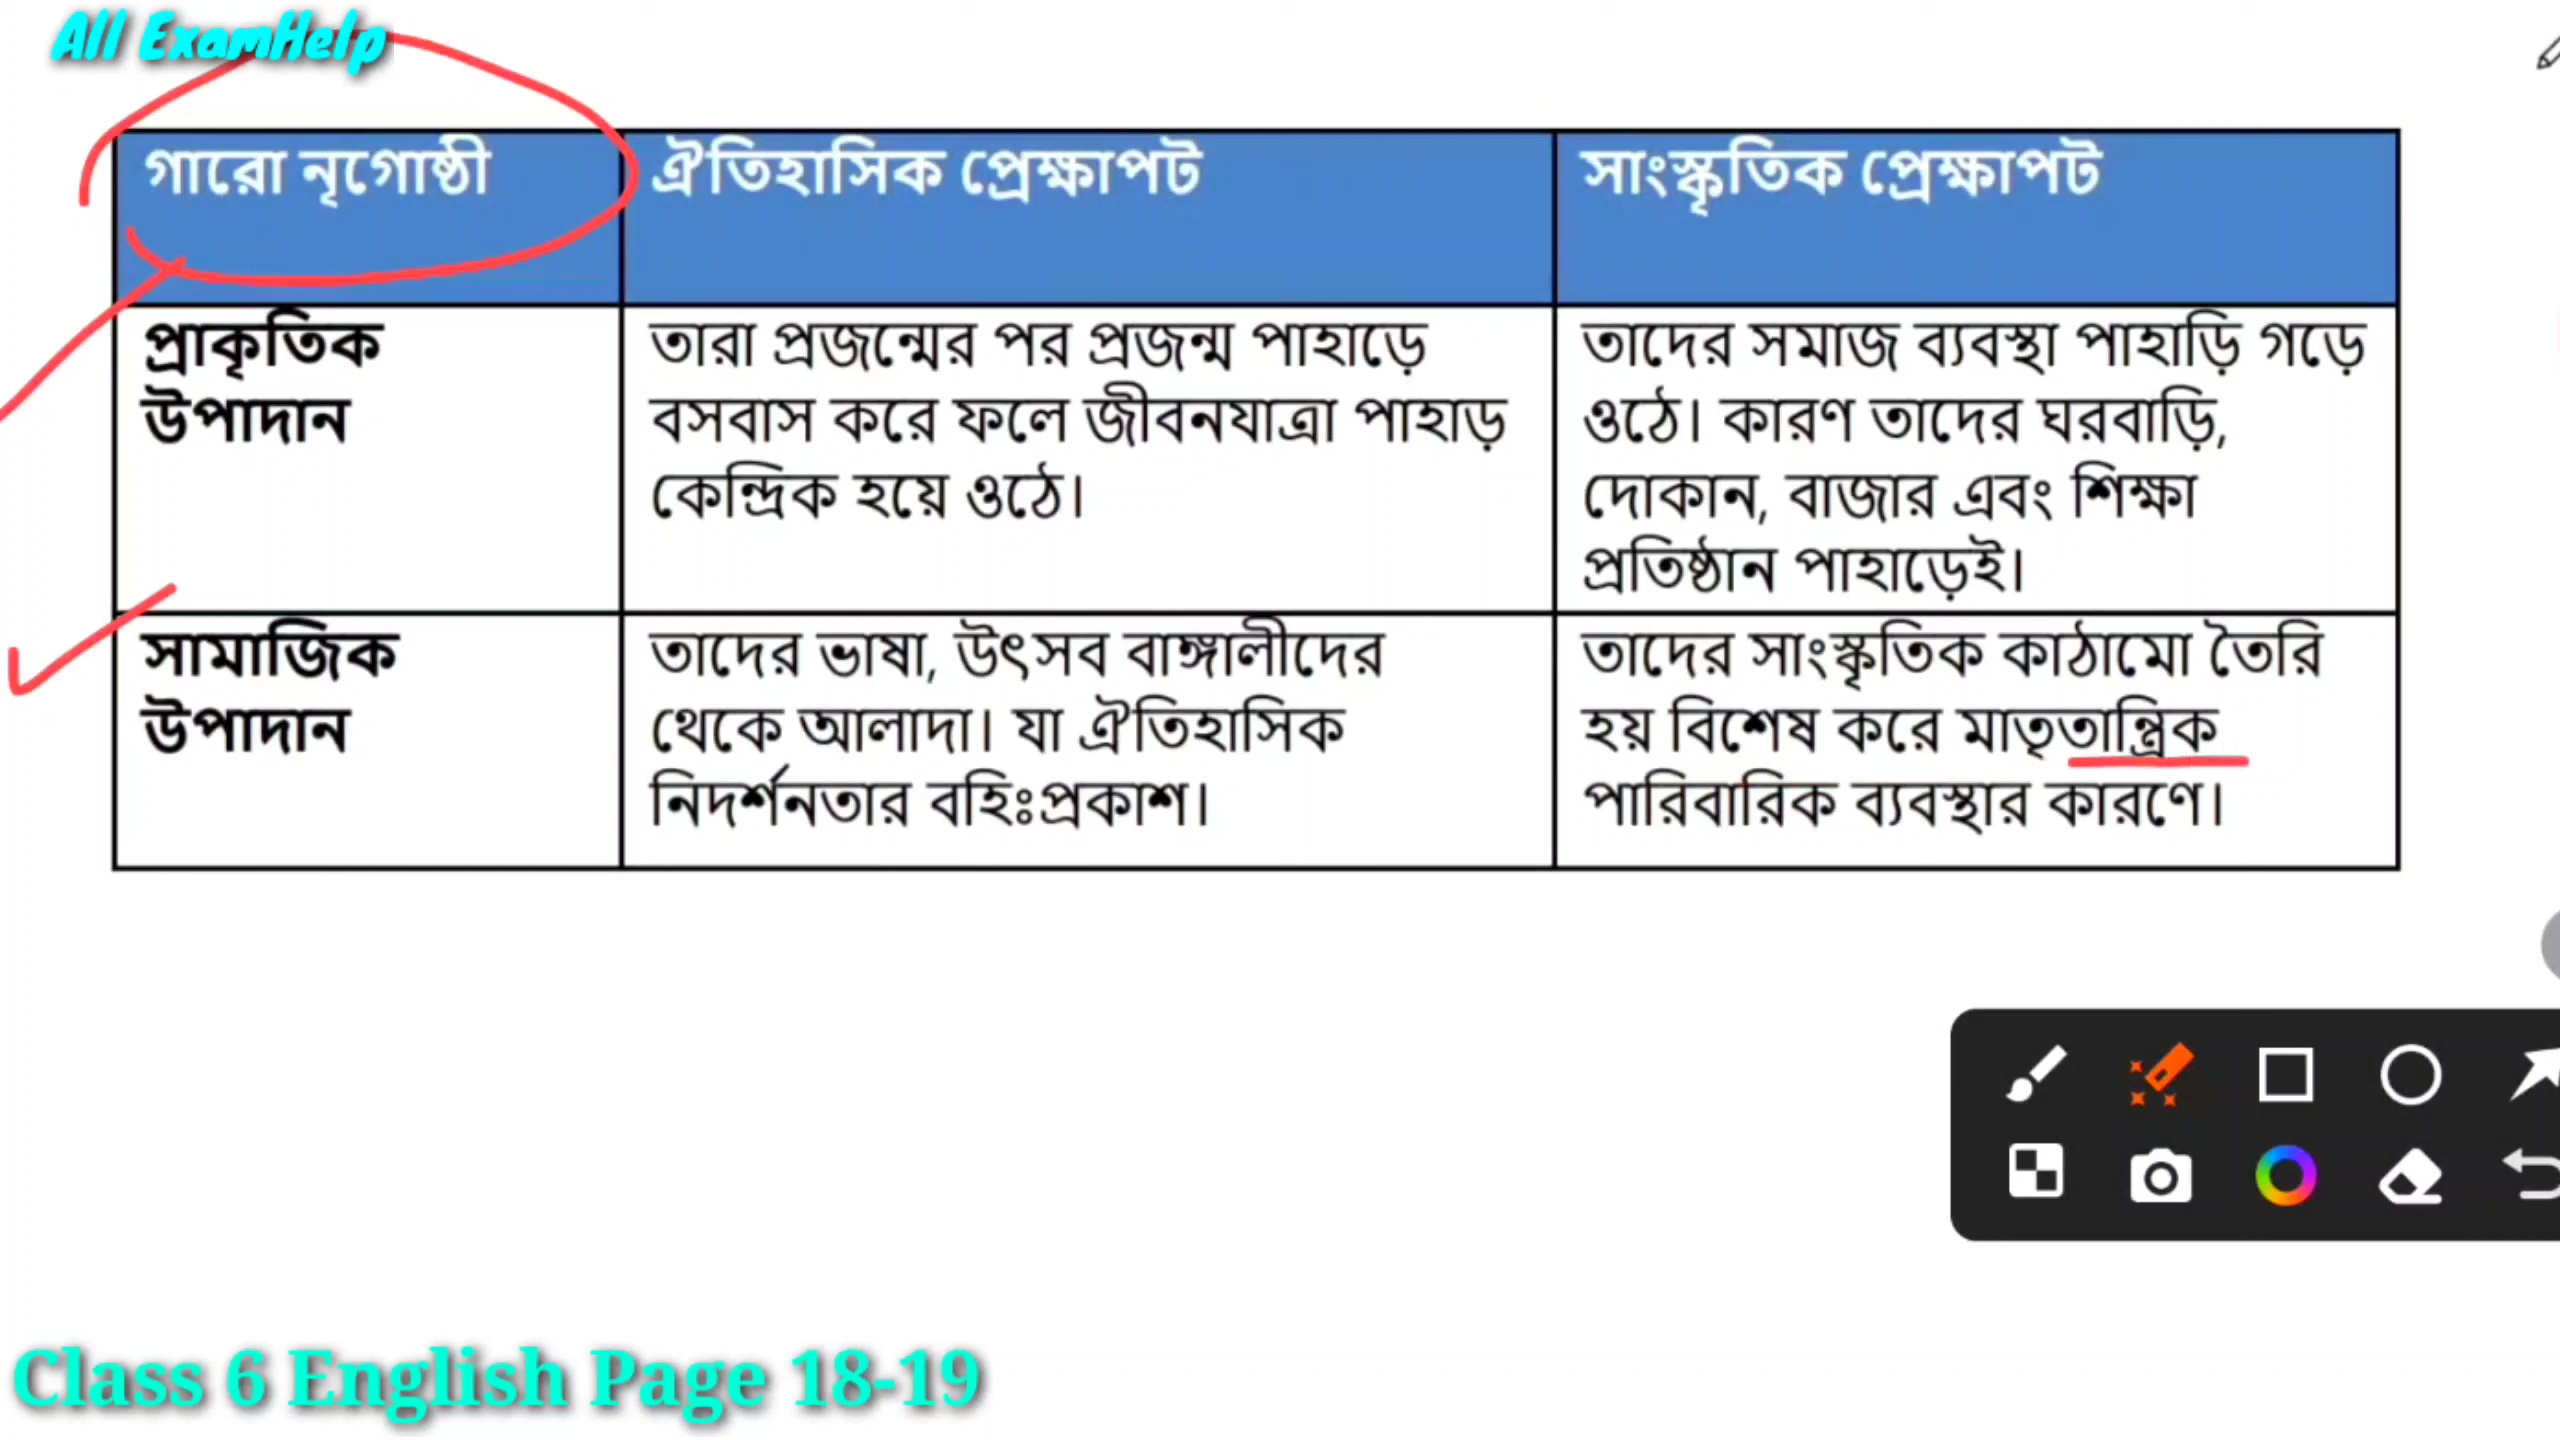 All ExamHelp
গারো নৃগোষ্ঠী
ঐতিহাসিক প্রেক্ষাপট
সাংস্কৃতিক প্রেক্ষাপট
প্রাকৃতিক
উপাদান
তারা প্রজন্মের পর প্রজন্ম পাহাড়ে
বসবাস করে ফলে জীবনযাত্রা পাহাড়
কেন্দ্রিক হয়ে ওঠে।
তাদের সমাজ ব্যবস্থা পাহাড়ি গড়ে
ওঠে। কারণ তাদের ঘরবাড়ি,
দোকান, বাজার এবং শিক্ষা
প্রতিষ্ঠান পাহাড়েই।
সামাজিক
উপাদান
তাদের ভাষা, উৎসব বাঙ্গালীদের
থেকে আলাদা। যা ঐতিহাসিক
নিদর্শনতার বহিঃপ্রকাশ।
তাদের সাংস্কৃতিক কাঠামো তৈরি
হয় বিশেষ করে মাতৃতান্ত্রিক
পারিবারিক ব্যবস্থার কারণে।
Class 6 English Page 18-19